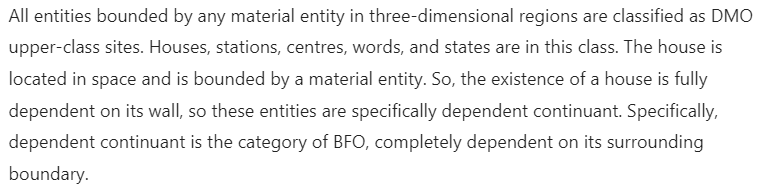 All entities bounded by any material entity in three-dimensional regions are classified as DMO
upper-class sites. Houses, stations, centres, words, and states are in this class. The house is
located in space and is bounded by a material entity. So, the existence of a house is fully
dependent on its wall, so these entities are specifically dependent continuant. Specifically,
dependent continuant is the category of BFO, completely dependent on its surrounding
boundary.